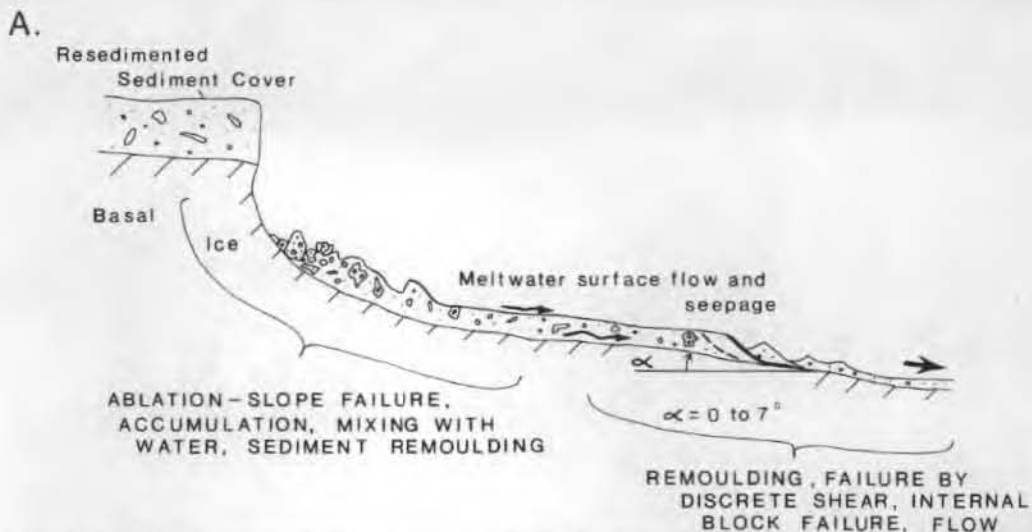 A.
Resedimented
Sediment Cover
Basal
Ice
Meltwater surface flow and
seepage
∝
∝ = 0 to 7°
ABLATION-SLOPE FAILURE,
ACCUMULATION, MIXING WITH
WATER, SEDIMENT REMOULDING
REMOULDING, FAILURE BY
DISCRETE SHEAR, INTERNAL
BLOCK FAILURE, FLOW